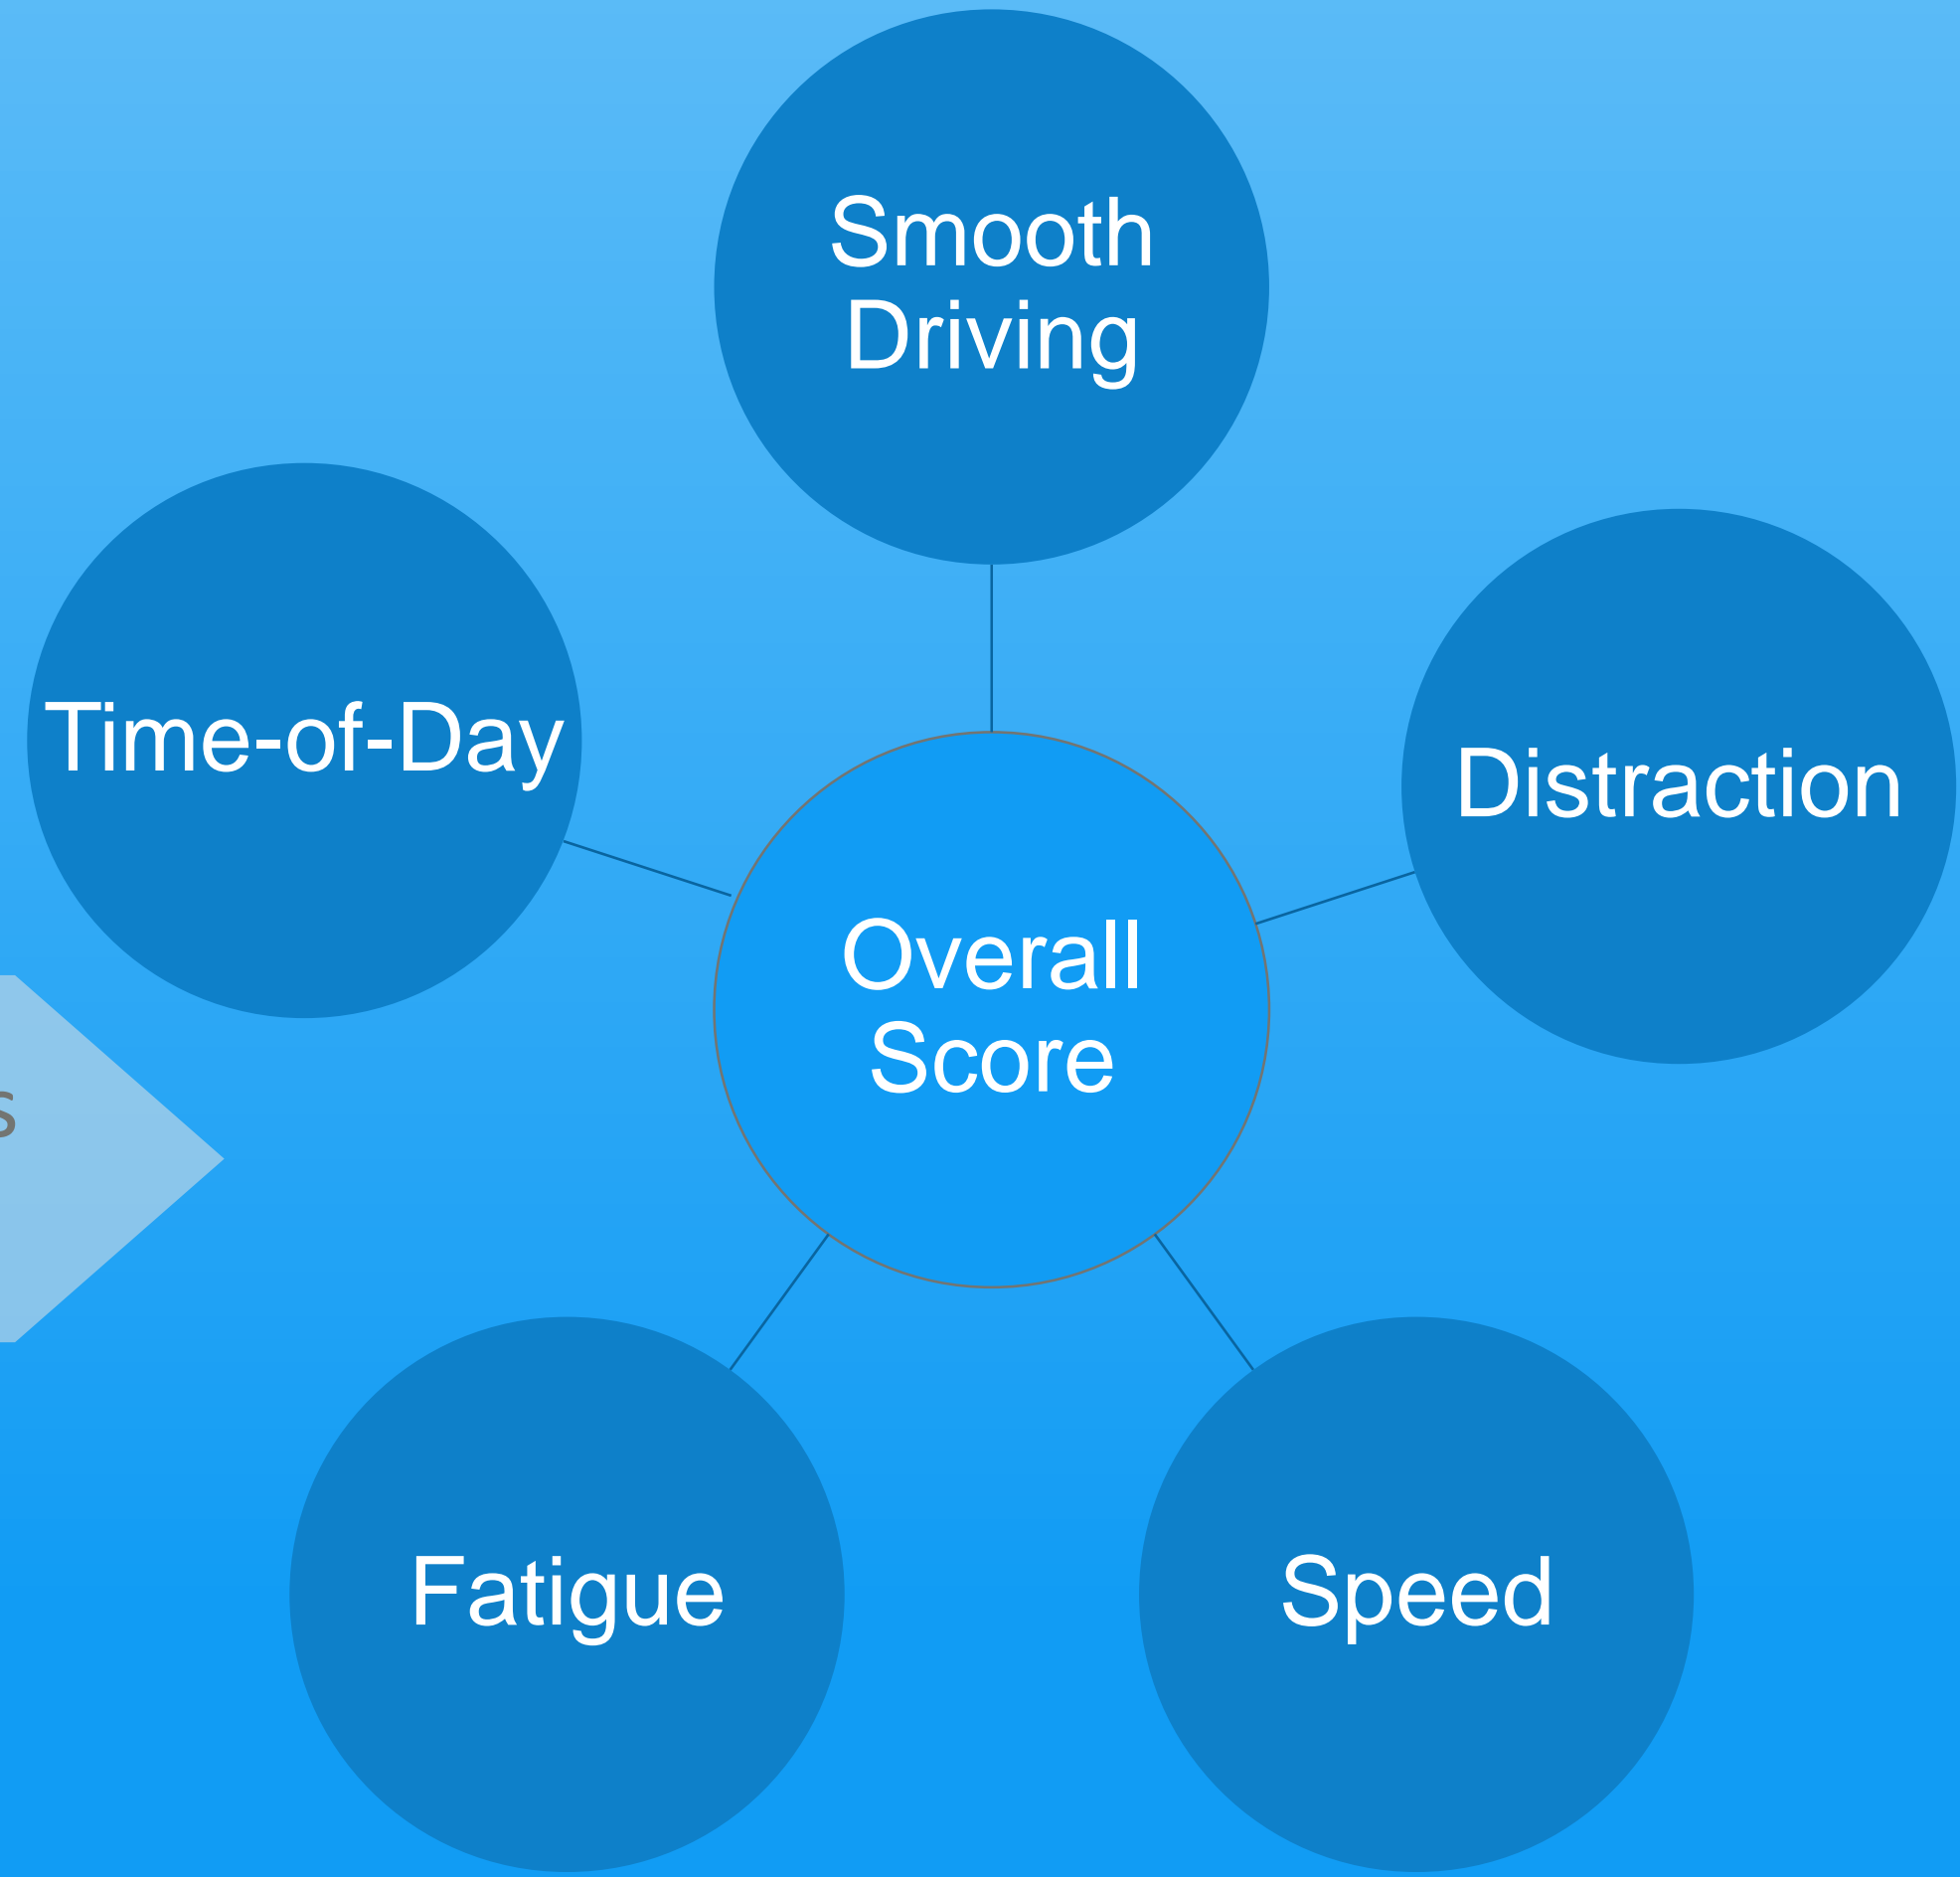 Smooth
Driving
Time-of-Day
Distraction
Overall
Score
Fatigue
Speed